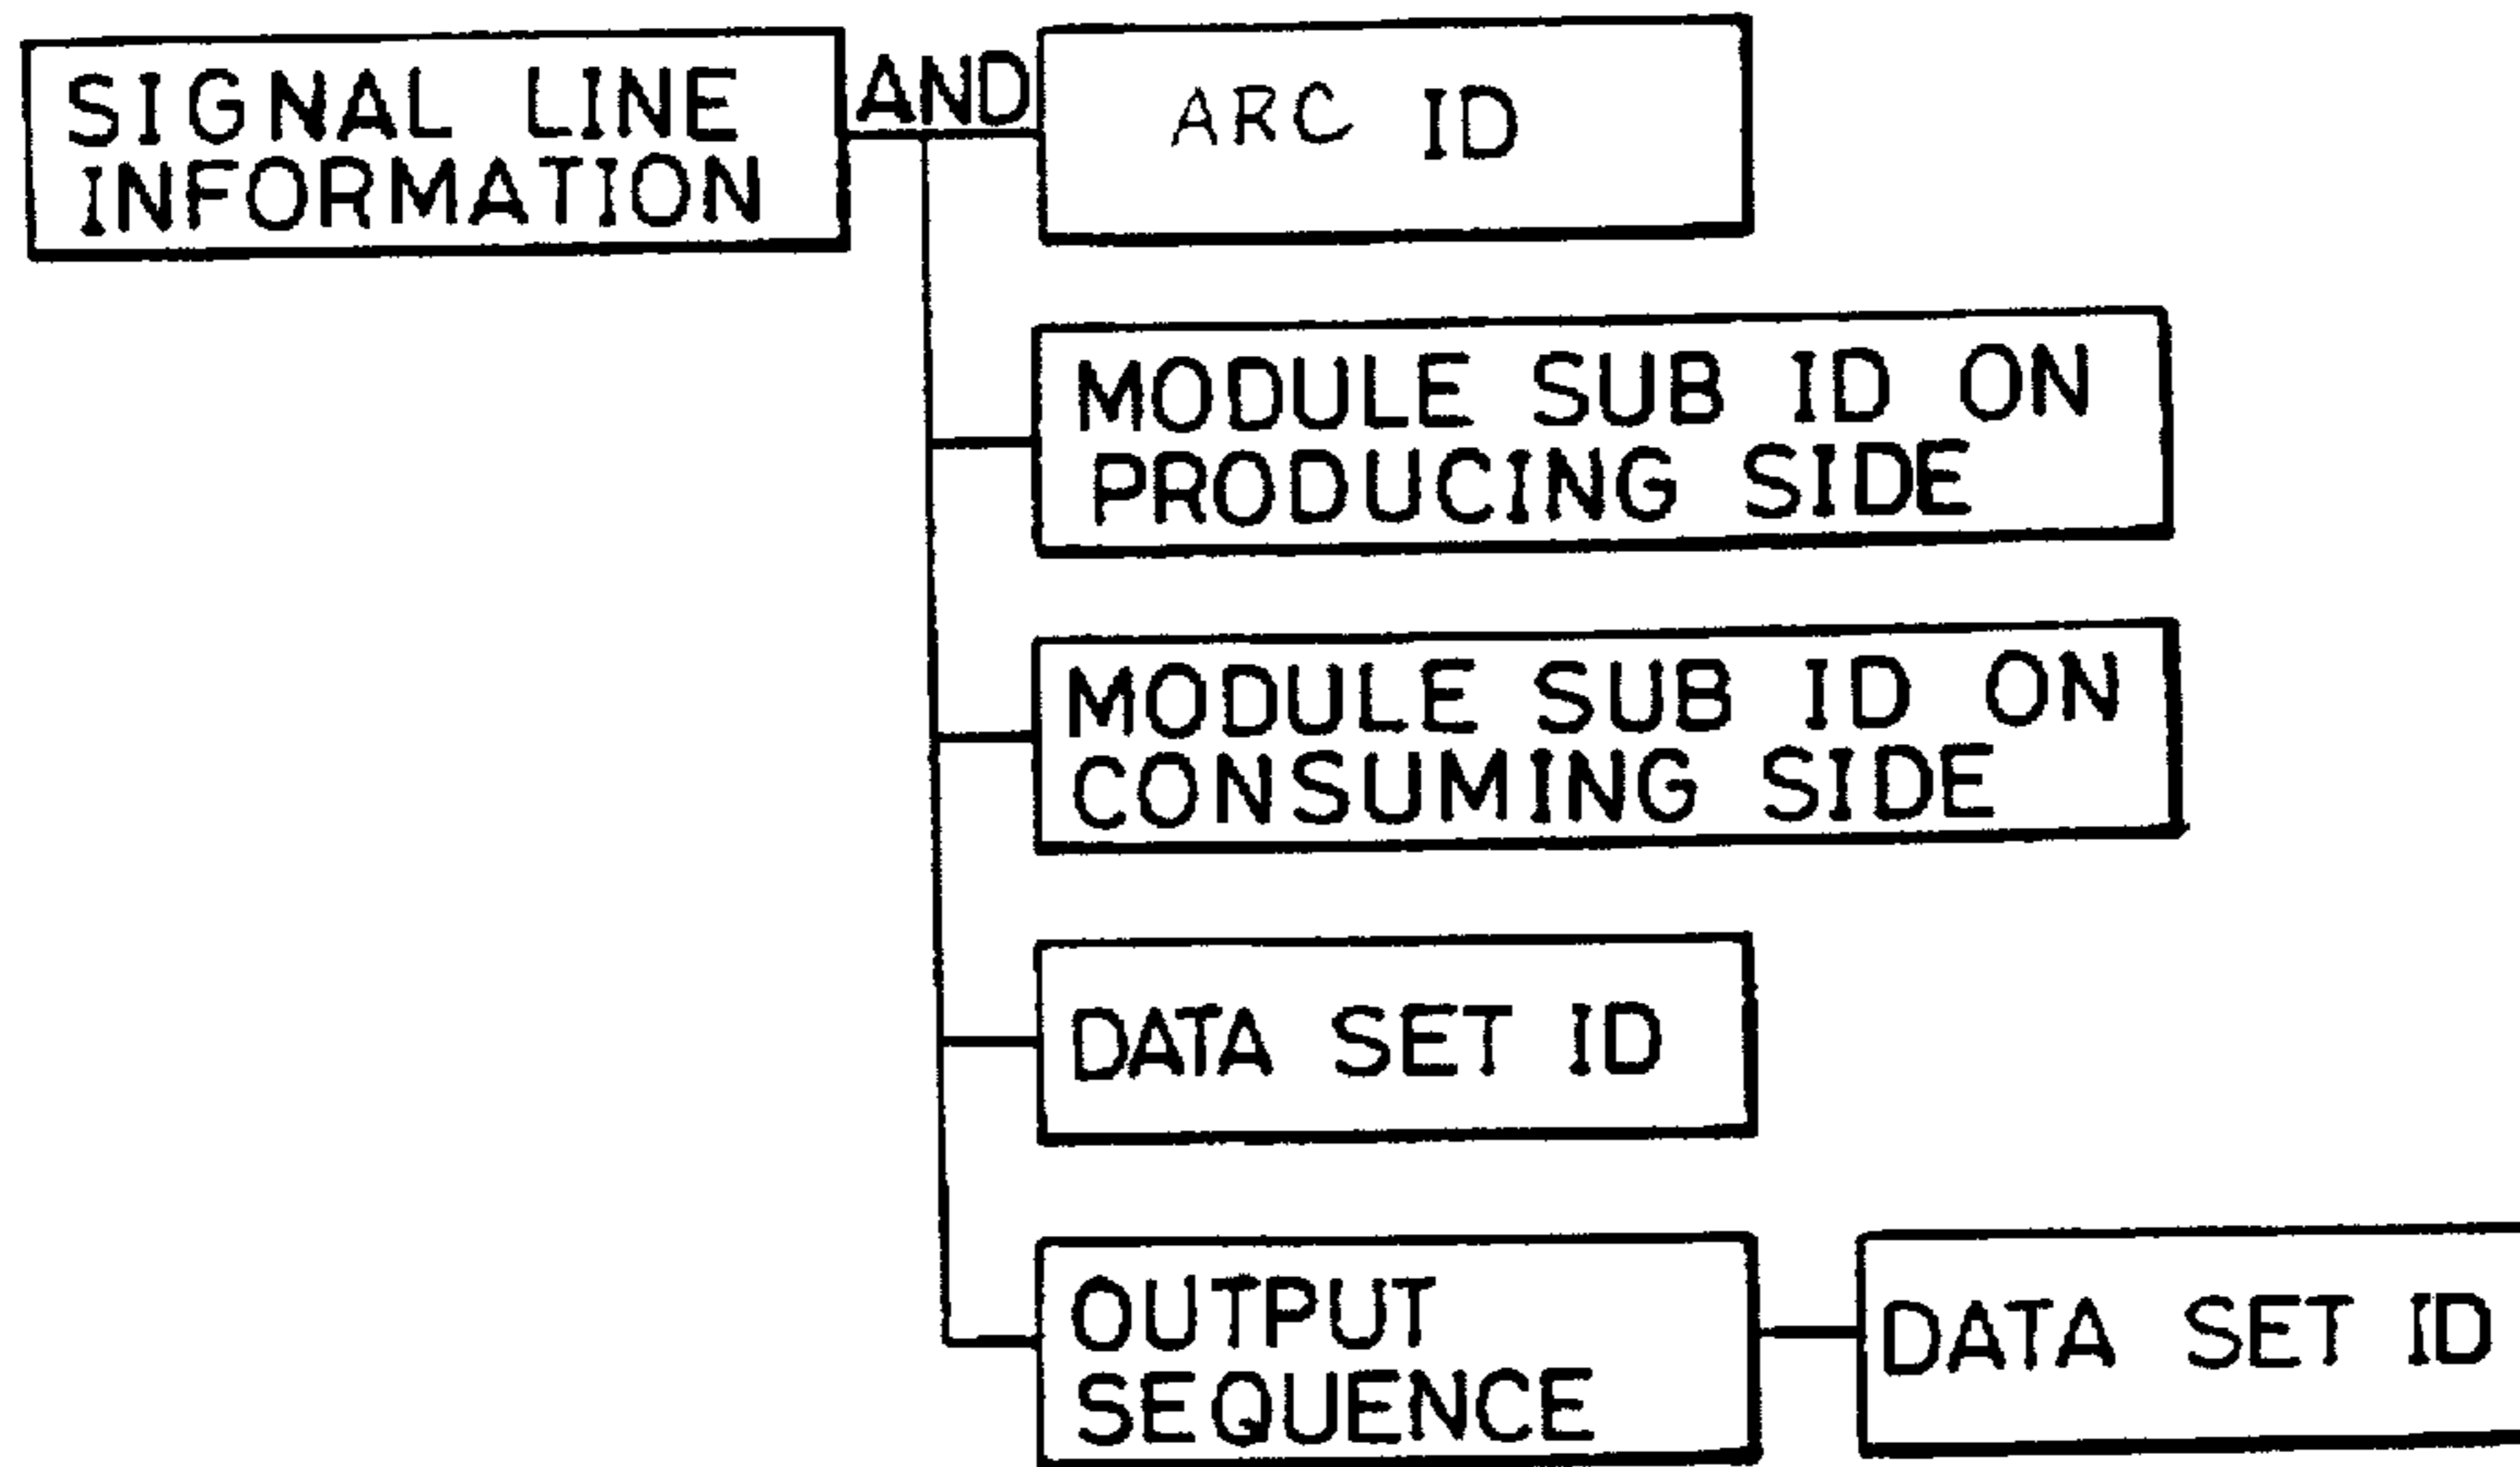 SIGNAL LINE
INFORMATION
AND
ARC ID
MODULE SUB ID ON
PRODUCING SIDE
MODULE SUB ID ON
CONSUMING SIDE
DATA SET ID
OUTPUT
SEQUENCE
DATA SET ID